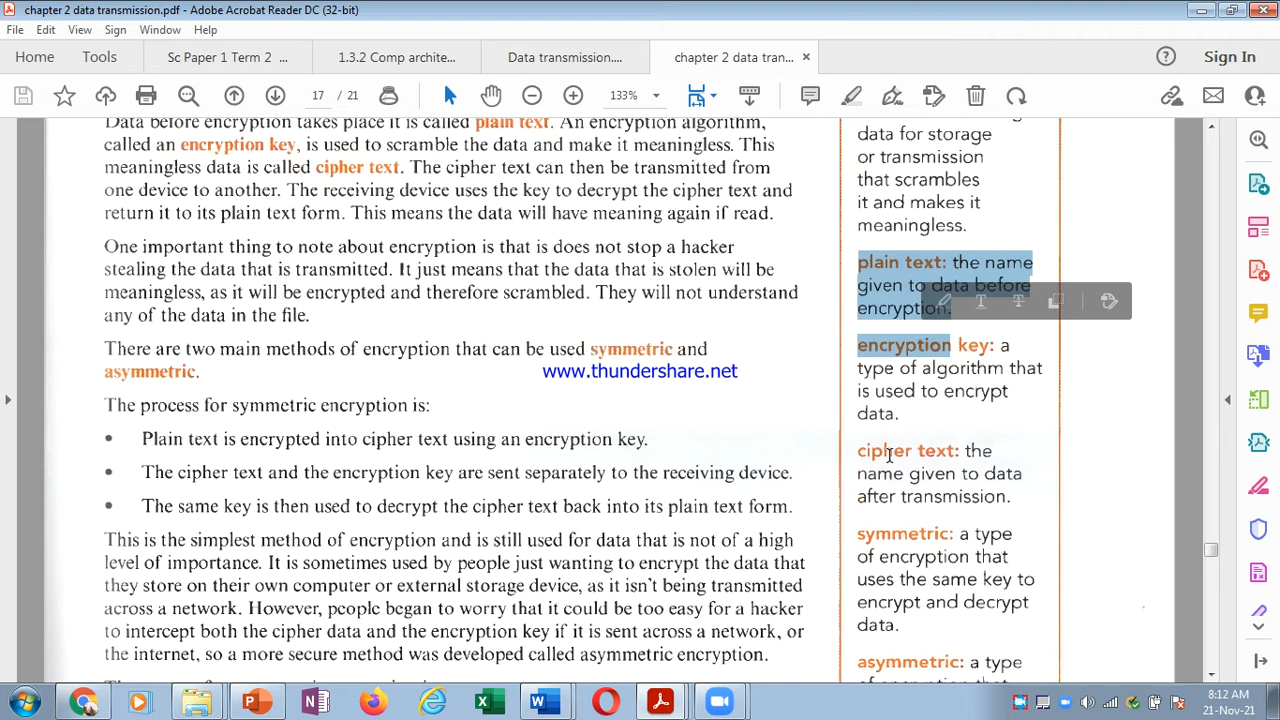 chapter 2 data transmission.pdf - Adobe Acrobat Reader DC (32-bit)
File Edit View Sign Window Help
Home Tools Sc Paper 1 Term 2 ... 1.3.2 Comp archite... Data transmission.... chapter 2 data tran... × Sign In
17 / 21 133%
Data before encryption takes place it is called plain text. An encryption algorithm,
called an encryption key, is used to scramble the data and make it meaningless. This
meaningless data is called cipher text. The cipher text can then be transmitted from
one device to another. The receiving device uses the key to decrypt the cipher text and
return it to its plain text form. This means the data will have meaning again if read.
One important thing to note about encryption is that is does not stop a hacker
stealing the data that is transmitted. It just means that the data that is stolen will be
meaningless, as it will be encrypted and therefore scrambled. They will not understand
any of the data in the file.
There are two main methods of encryption that can be used symmetric and
asymmetric.
www.thundershare.net
The process for symmetric encryption is:
• Plain text is encrypted into cipher text using an encryption key.
• The cipher text and the encryption key are sent separately to the receiving device.
• The same key is then used to decrypt the cipher text back into its plain text form.
This is the simplest method of encryption and is still used for data that is not of a high
level of importance. It is sometimes used by people just wanting to encrypt the data that
they store on their own computer or external storage device, as it isn't being transmitted
across a network. However, people began to worry that it could be too easy for a hacker
to intercept both the cipher data and the encryption key if it is sent across a network, or
the internet, so a more secure method was developed called asymmetric encryption.
data for storage
or transmission
that scrambles
it and makes it
meaningless.
plain text: the name
given to data before
encryption.
encryption key: a
type of algorithm that
is used to encrypt
data.
cipher text: the
name given to data
after transmission.
symmetric: a type
of encryption that
uses the same key to
encrypt and decrypt
data.
asymmetric: a type
of encryption that
8:12 AM
21-Nov-21